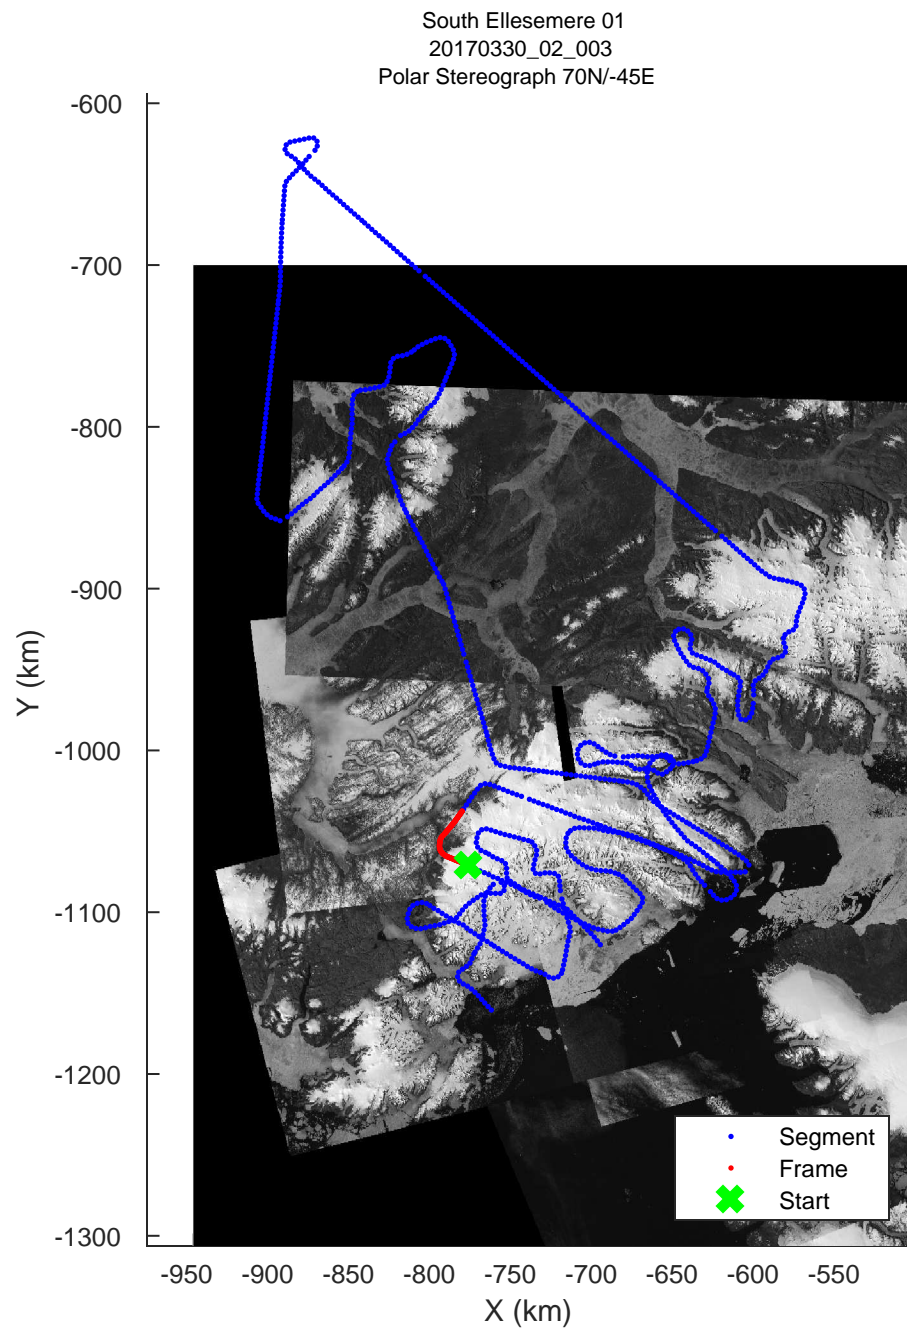 South Ellesemere 01
20170330_02_003
Polar Stereograph 70N/-45E
-600
-700
-800
-900
-1000
-1100
-1200
-1300
Y (km)
Segment
Frame
Start
-950 -900 -850 -800 -750 -700 -650 -600 -550
X (km)